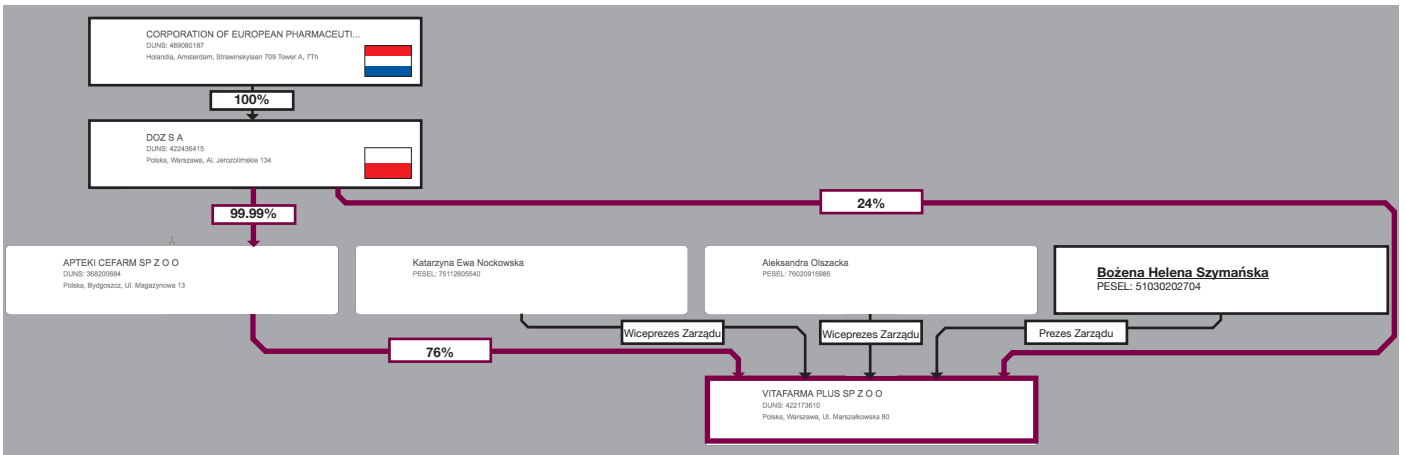 CORPORATION OF EUROPEAN PHARMACEUTI...
DUNS: 489080187
Holandia, Amsterdam, Strawinskylaan 709 Tower A, 7Th
100%
DOZ S A
DUNS: 422436415
Polska, Warszawa, Al. Jerozolimskie 134
99.99%
24%
APTEKI CEFARM SP Z O O
DUNS: 368200684
Polska, Bydgoszcz, Ul. Magazynowa 13
Katarzyna Ewa Nockowska
PESEL: 75112605540
Aleksandra Olszacka
PESEL: 76020915985
Bożena Helena Szymańska
PESEL: 51030202704
Wiceprezes Zarządu
Wiceprezes Zarządu
Prezes Zarządu
76%
VITAFARMA PLUS SP Z O O
DUNS: 422173610
Polska, Warszawa, Ul. Marszałkowska 80